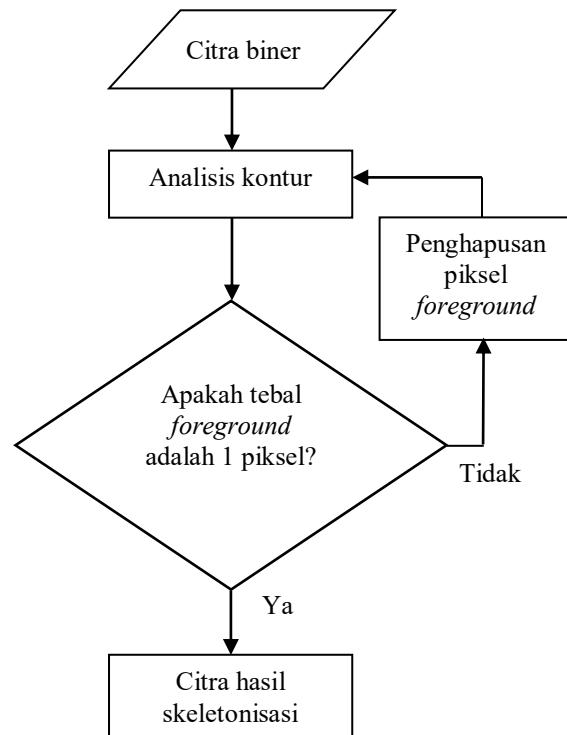 Citra biner
Analisis kontur
Penghapusan
piksel
foreground
Apakah tebal
foreground
adalah 1 piksel?
Tidak
Ya
Citra hasil
skeletonisasi